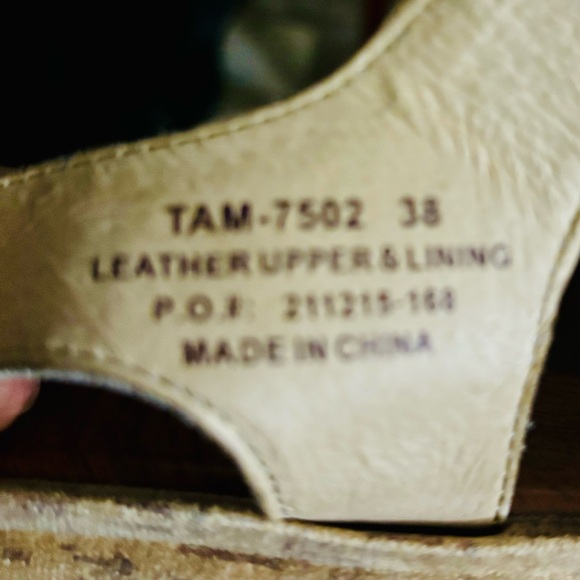 TAM-7502 38
LEATHER UPPER & LINING
P.O.#: 211215-168
MADE IN CHINA